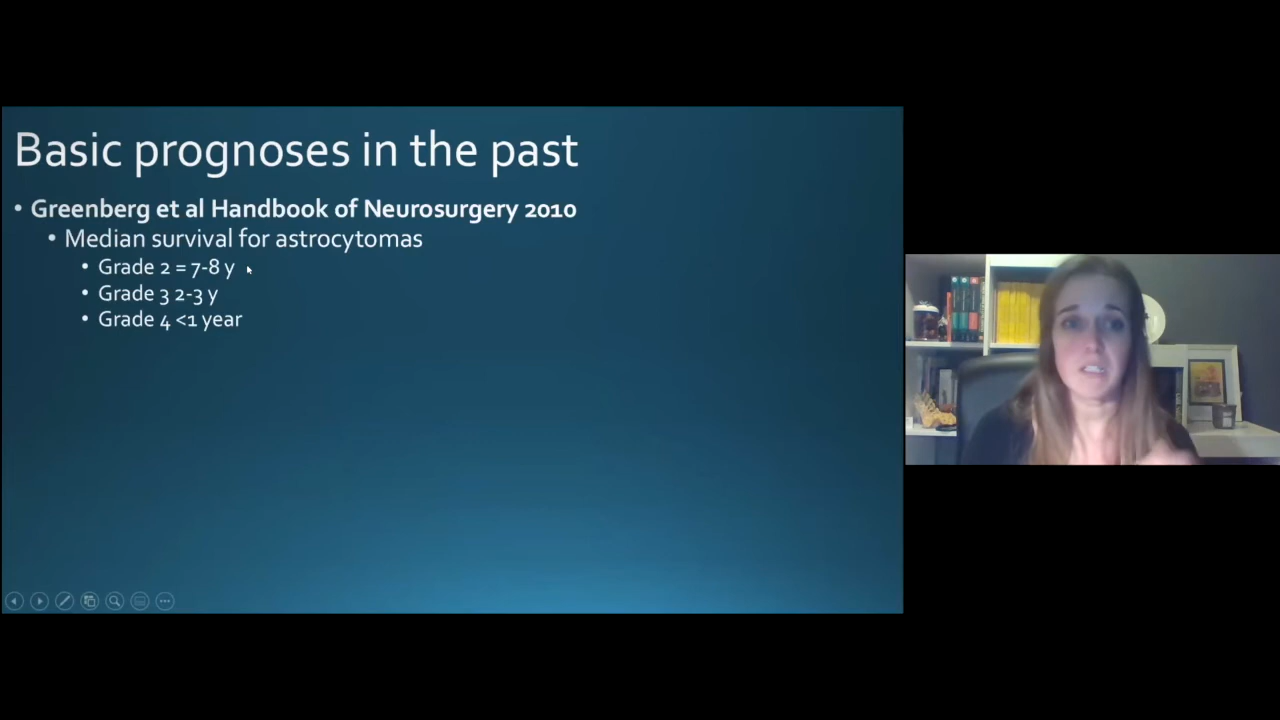 Basic prognoses in the past
• Greenberg et al Handbook of Neurosurgery 2010
• Median survival for astrocytomas
• Grade 2 = 7-8 y
• Grade 3 2-3 y
• Grade 4 <1 year